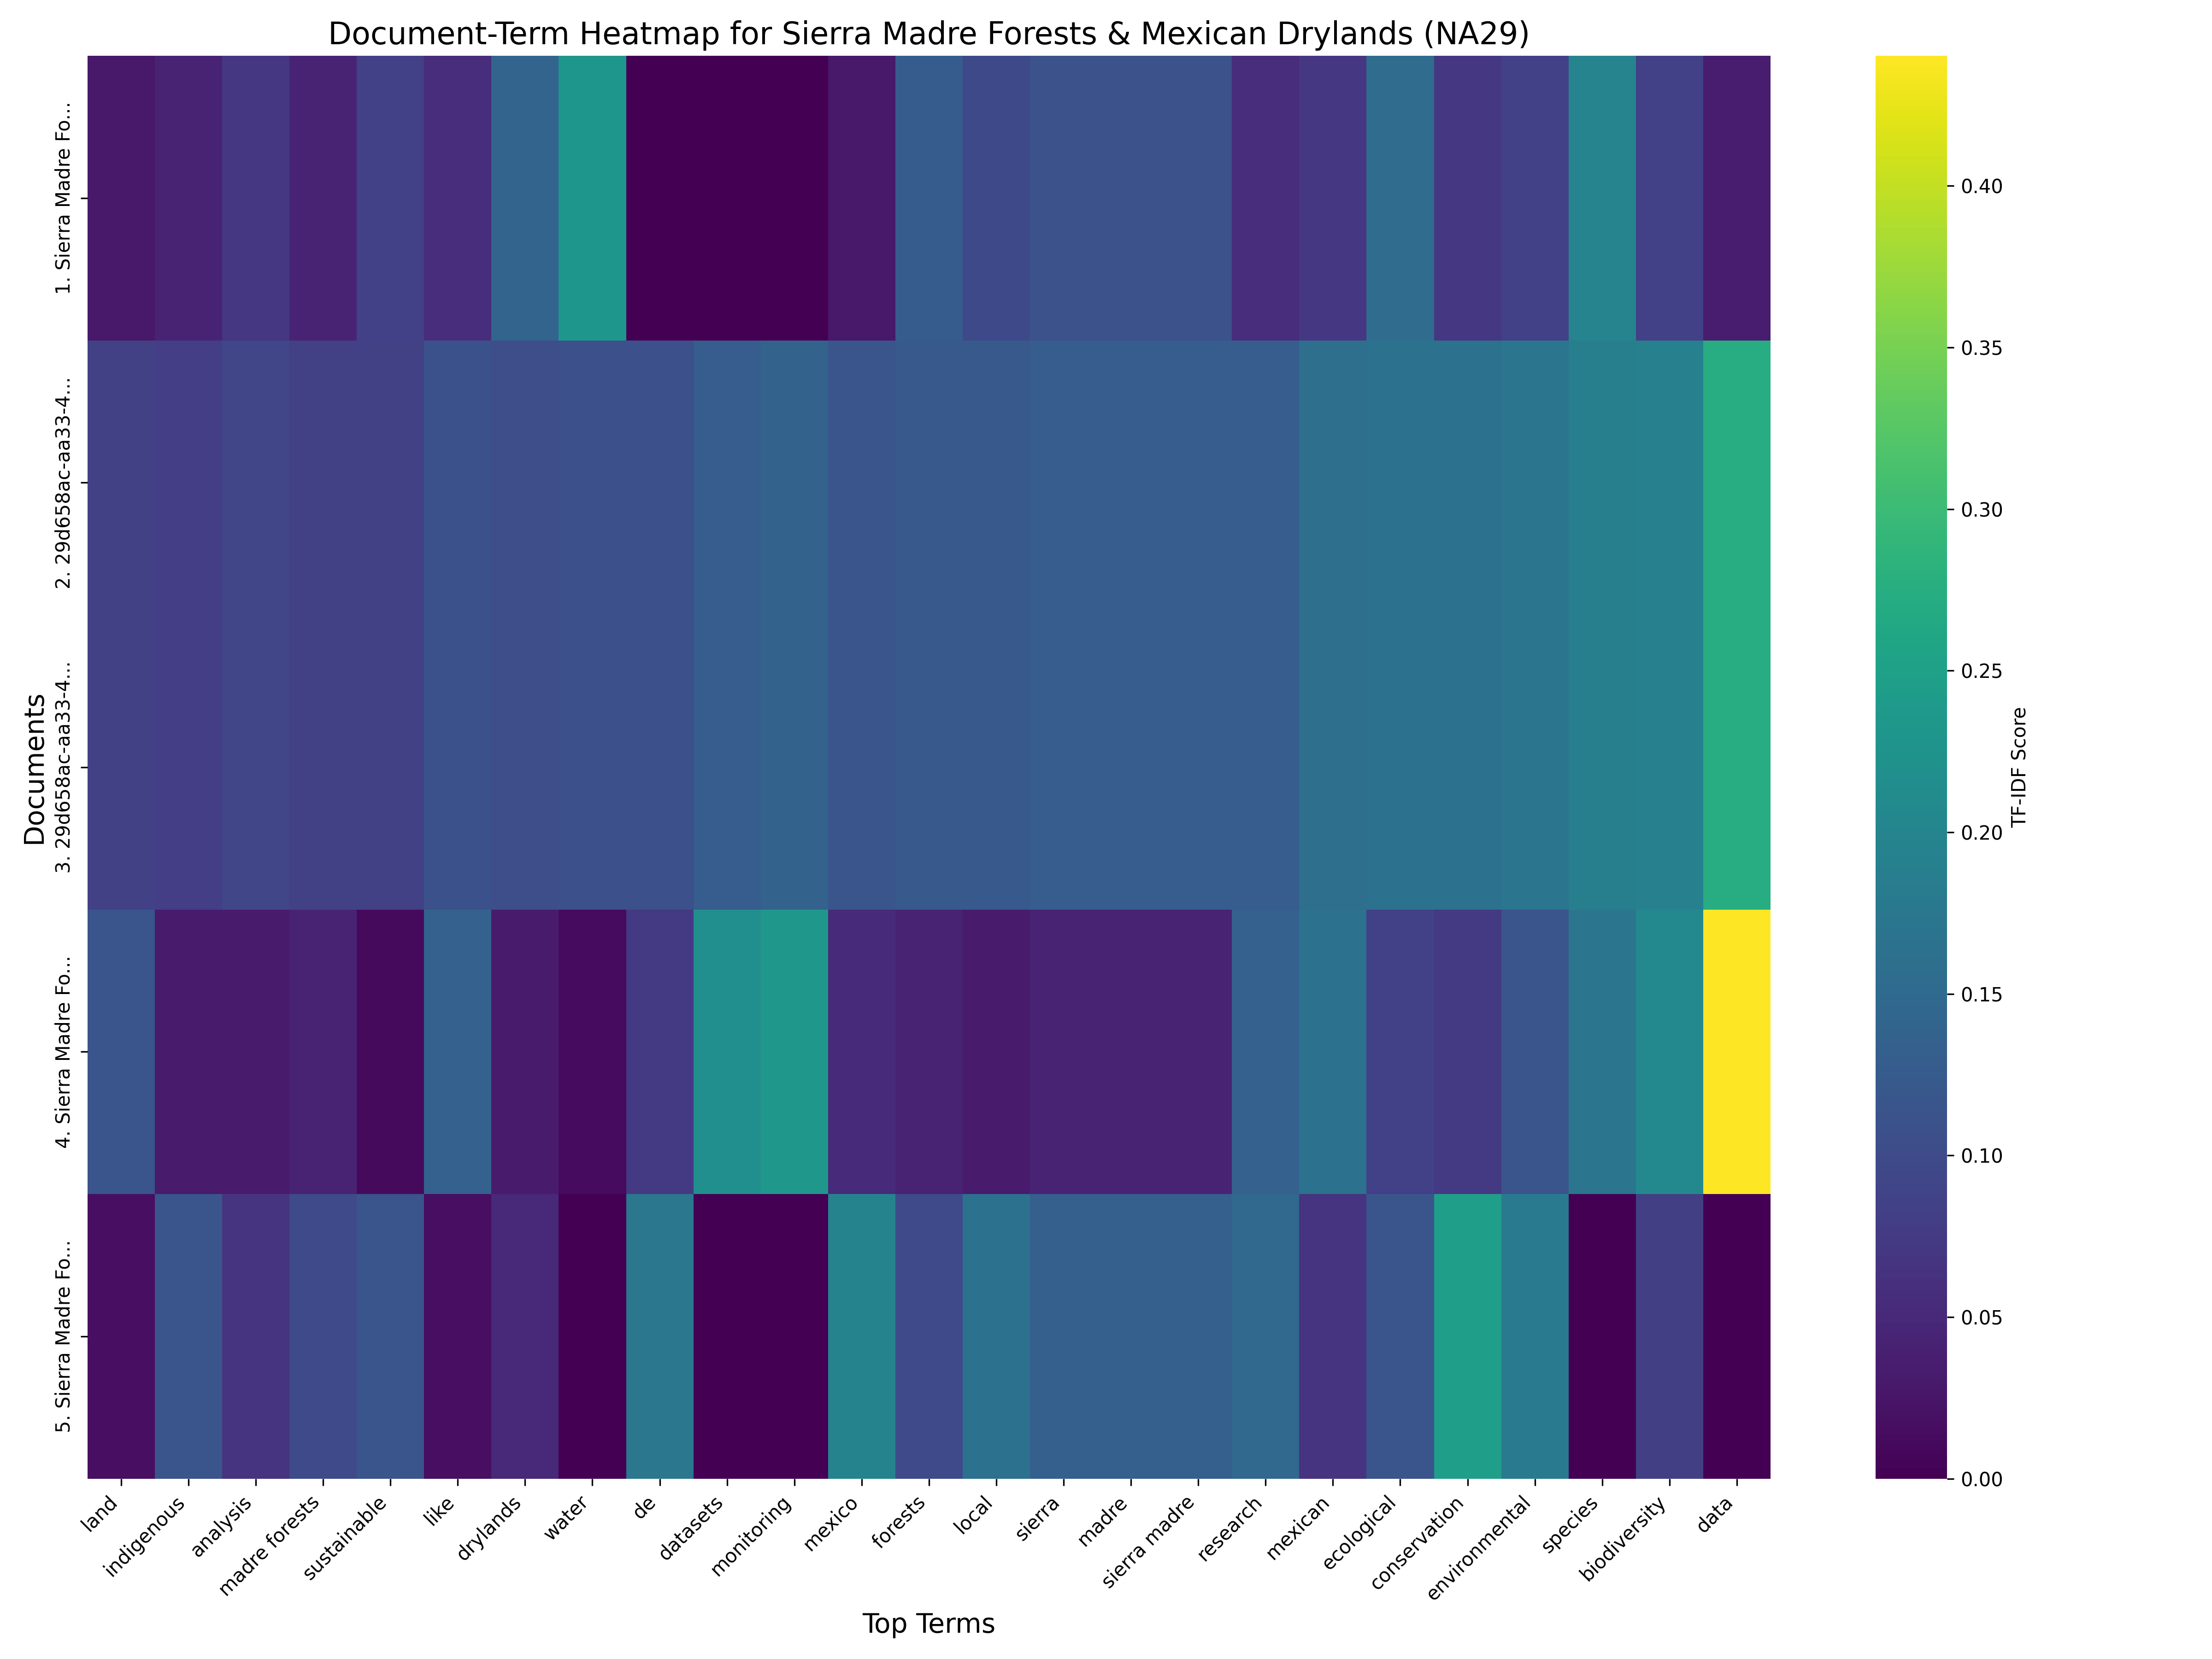 Document-Term Heatmap for Sierra Madre Forests & Mexican Drylands (NA29)
Documents
1. Sierra Madre Fo...
2. 29d658ac-aa33-4...
3. 29d658ac-aa33-4...
4. Sierra Madre Fo...
5. Sierra Madre Fo...
land
indigenous
analysis
madre forests
sustainable
like
drylands
water
de
datasets
monitoring
mexico
forests
local
sierra
madre
sierra madre
research
mexican
ecological
conservation
environmental
species
biodiversity
data
Top Terms
0.40
0.35
0.30
0.25
0.20
0.15
0.10
0.05
0.00
TF-IDF Score